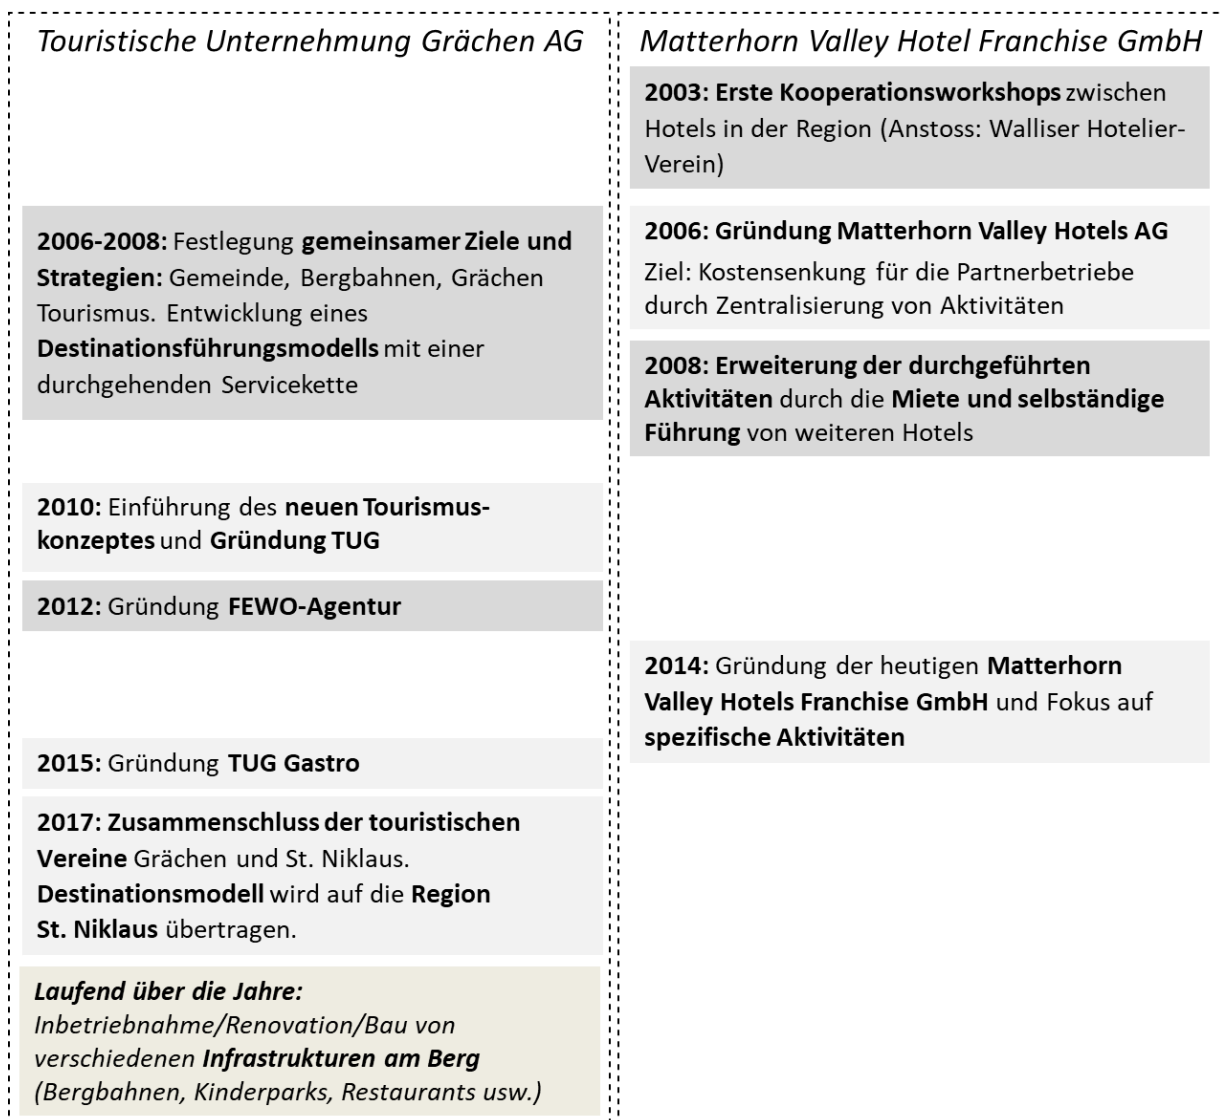 Touristische Unternehmung Grächen AG
2006-2008: Festlegung gemeinsamer Ziele und
Strategien: Gemeinde, Bergbahnen, Grächen
Tourismus. Entwicklung eines
Destinationsführungsmodells mit einer
durchgehenden Servicekette
2010: Einführung des neuen Tourismus-
konzeptes und Gründung TUG
2012: Gründung FEWO-Agentur
2015: Gründung TUG Gastro
2017: Zusammenschluss der touristischen
Vereine Grächen und St. Niklaus.
Destinationsmodell wird auf die Region
St. Niklaus übertragen.
Laufend über die Jahre:
Inbetriebnahme/Renovation/Bau von
verschiedenen Infrastrukturen am Berg
(Bergbahnen, Kinderparks, Restaurants usw.)
Matterhorn Valley Hotel Franchise GmbH
2003: Erste Kooperationsworkshops zwischen
Hotels in der Region (Anstoss: Walliser Hotelier-
Verein)
2006: Gründung Matterhorn Valley Hotels AG
Ziel: Kostensenkung für die Partnerbetriebe
durch Zentralisierung von Aktivitäten
2008: Erweiterung der durchgeführten
Aktivitäten durch die Miete und selbständige
Führung von weiteren Hotels
2014: Gründung der heutigen Matterhorn
Valley Hotels Franchise GmbH und Fokus auf
spezifische Aktivitäten